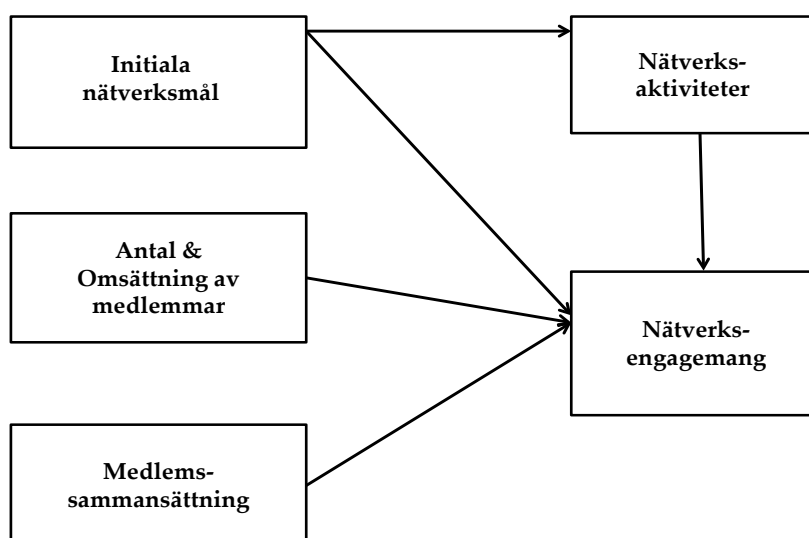 Initiala
nätverksmål
Nätverks-
aktiviteter
Antal &
Omsättning av
medlemmar
Nätverks-
engagemang
Medlems-
sammansättning